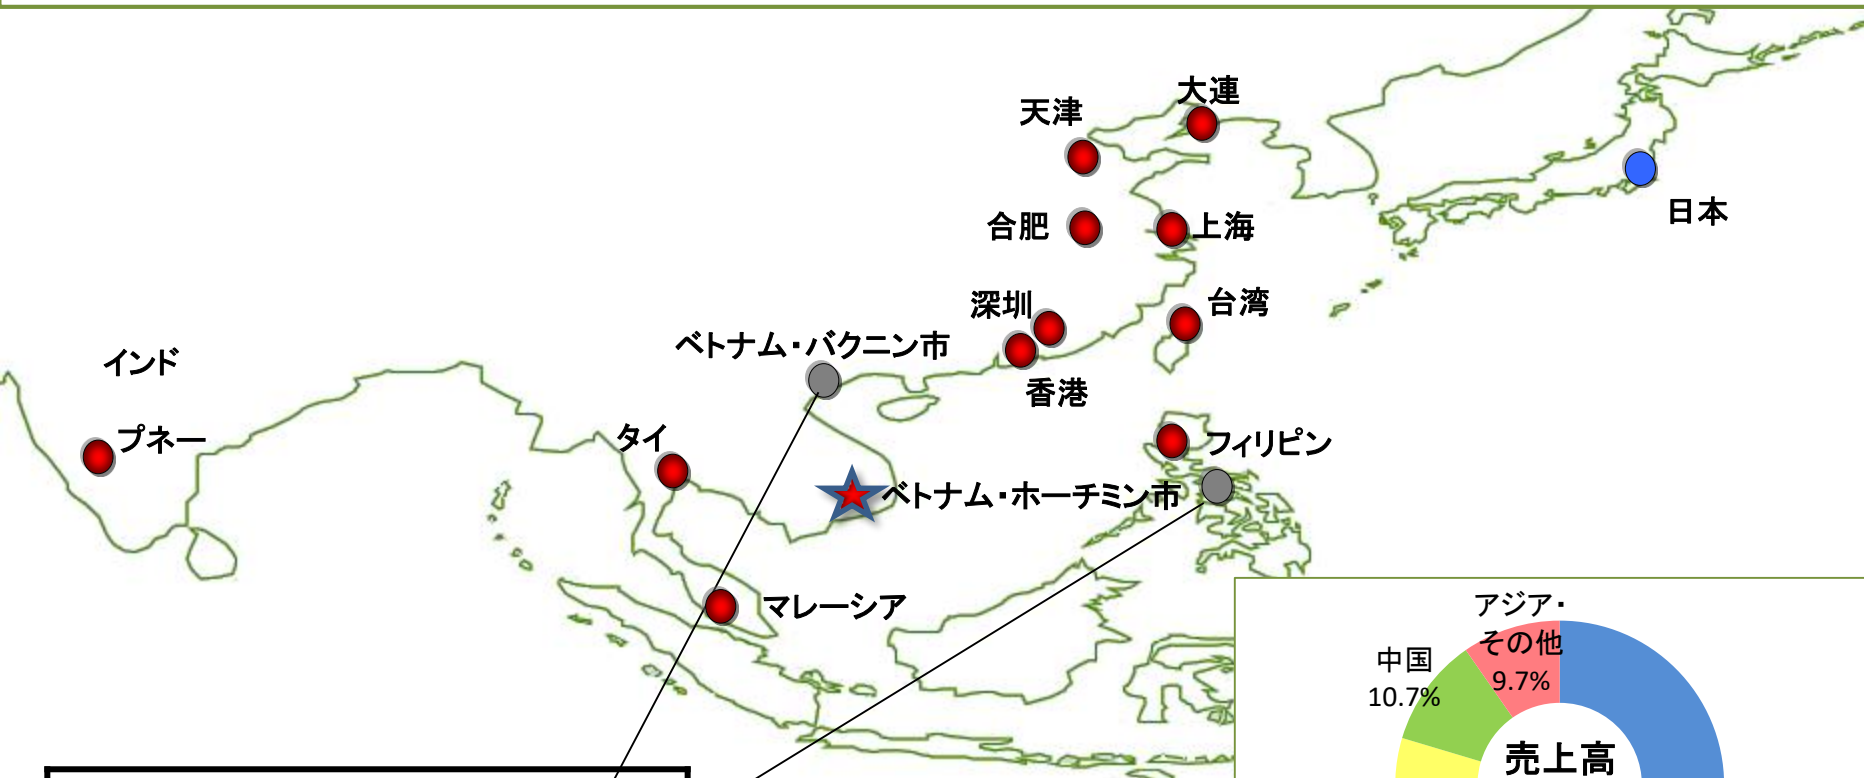 大連
天津
日本
合肥
上海
深圳
台湾
ベトナム・バクニン市
インド
香港
プネー
タイ
フィリピン
ベトナム・ホーチミン市
マレーシア
アジア・
その他
9.7%
中国
10.7%
売上高